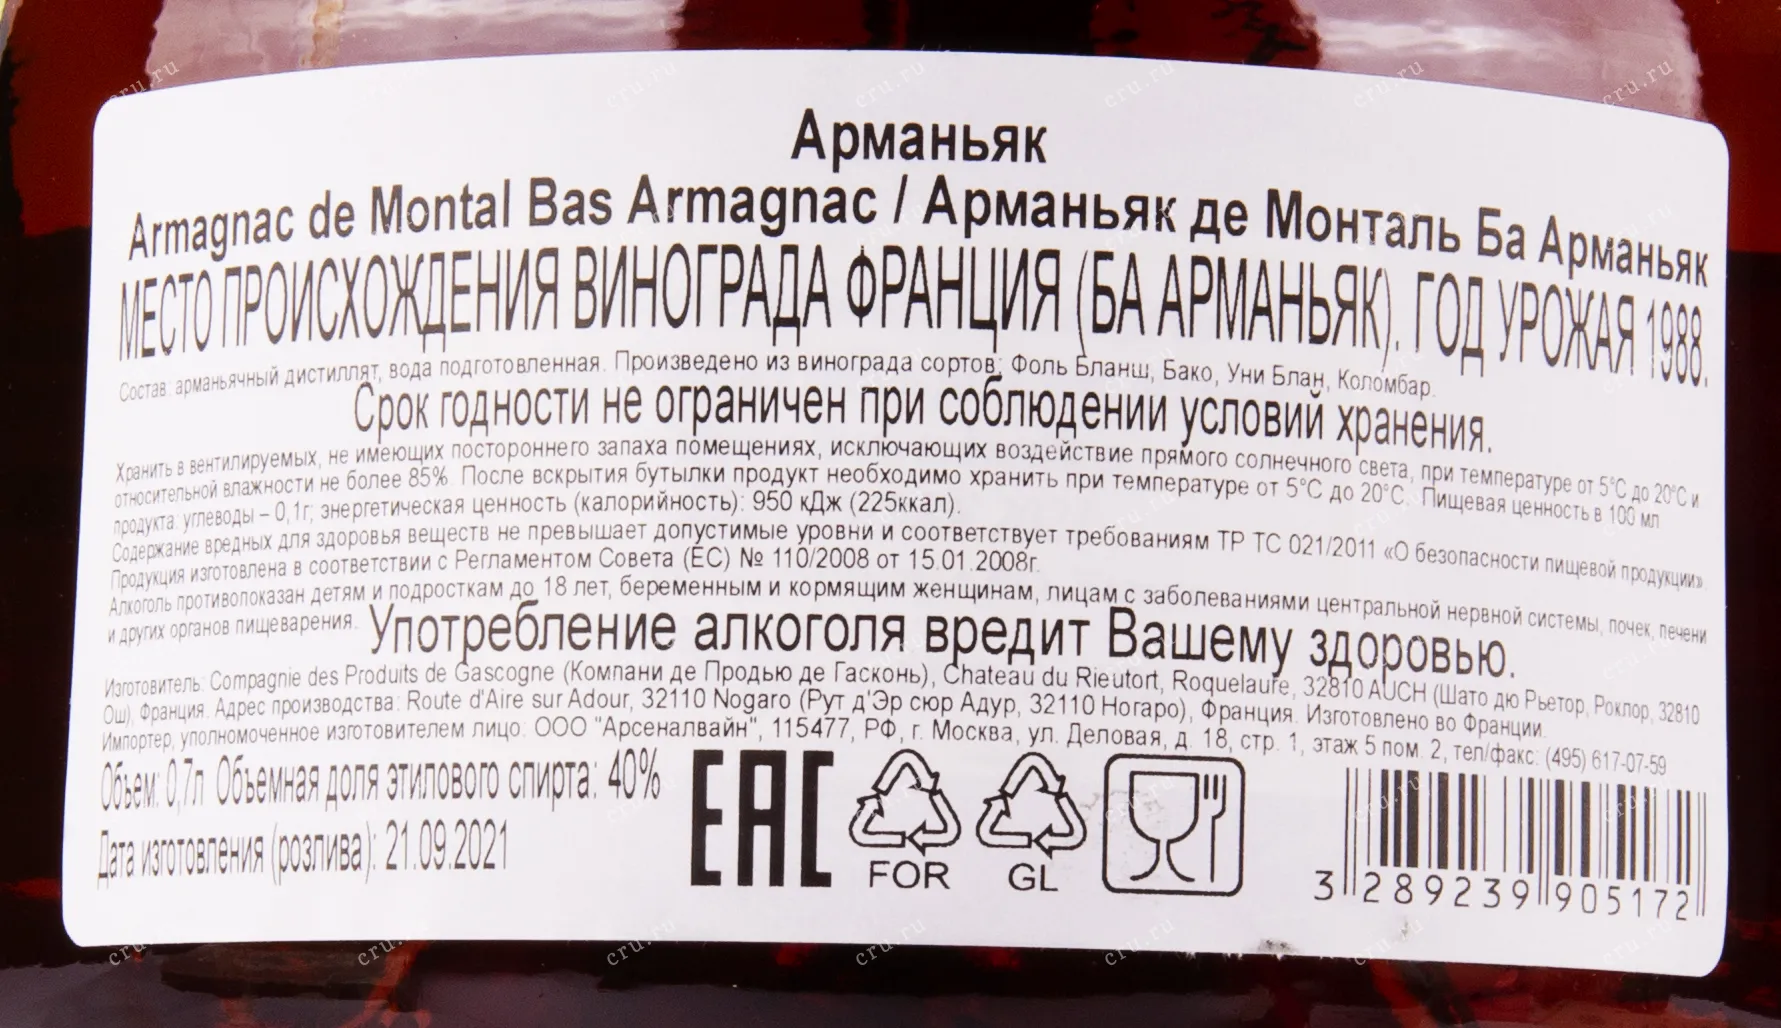 Арманьяк
Armagnac de Montal Bas Armagnac / Арманьяк де Монталь Ба Арманьяк
МЕСТО ПРОИСХОЖДЕНИЯ ВИНОГРАДА ФРАНЦИЯ (БА АРМАНЬЯК). ГОД УРОЖАЯ 1988.
Состав: арманьячный дистиллят, вода подготовленная. Произведено из винограда сортов: Фоль Бланш, Бако, Уни Блан, Коломбар.
Срок годности не ограничен при соблюдении условий хранения.
Хранить в вентилируемых, не имеющих постороннего запаха помещениях, исключающих воздействие прямого солнечного света, при температуре от 5°С до 20°С и
относительной влажности не более 85%. После вскрытия бутылки продукт необходимо хранить при температуре от 5°С до 20°С. Пищевая ценность в 100 мл
продукта: углеводы – 0,1г; энергетическая ценность (калорийность): 950 кДж (225ккал).
Содержание вредных для здоровья веществ не превышает допустимые уровни и соответствует требованиям ТР ТС 021/2011 «О безопасности пищевой продукции».
Продукция изготовлена в соответствии с Регламентом Совета (ЕС) № 110/2008 от 15.01.2008г.
Алкоголь противопоказан детям и подросткам до 18 лет, беременным и кормящим женщинам, лицам с заболеваниями центральной нервной системы, почек, печени
и других органов пищеварения. Употребление алкоголя вредит Вашему здоровью.
Изготовитель: Compagnie des Produits de Gascogne (Компани де Продью де Гасконь), Chateau du Rieutort, Roquelaure, 32810 AUCH (Шато дю Рьетор, Роклор, 32810
Ош), Франция. Адрес производства: Route d'Aire sur Adour, 32110 Nogaro (Рут д'Эр сюр Адур, 32110 Ногаро), Франция. Изготовлено во Франции.
Импортер, уполномоченное изготовителем лицо: ООО "Арсеналвайн", 115477, РФ, г. Москва, ул. Деловая, д. 18, стр. 1, этаж 5 пом. 2, тел/факс: (495) 617-07-59
Объем: 0,7л Объемная доля этилового спирта: 40%
Дата изготовления (розлива): 21.09.2021
EAC
FOR
GL
3 289239 905172
cru.ru